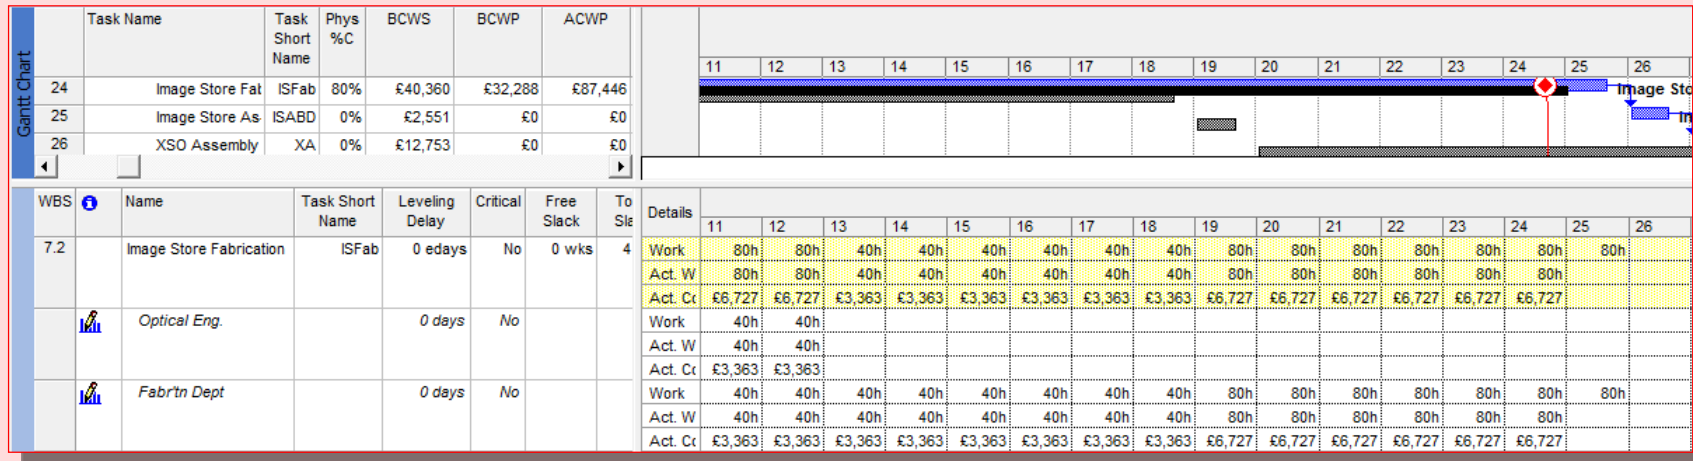 Gantt Chart
Task Name Task Short Name Phys %C BCWS BCWP ACWP
11 12 13 14 15 16 17 18 19 20 21 22 23 24 25 26
24 Image Store Fat ISFab 80% £40,360 £32,288 £87,446
Image Sto
25 Image Store As ISABD 0% £2,551 £0 £0
In
26 XSO Assembly XA 0% £12,753 £0 £0
WBS Name Task Short Name Leveling Delay Critical Free Slack To Sla Details
11 12 13 14 15 16 17 18 19 20 21 22 23 24 25 26
7.2 Image Store Fabrication ISFab 0 edays No 0 wks 4 Work 80h 80h 40h 40h 40h 40h 40h 40h 80h 80h 80h 80h 80h 80h 80h
Act. W 80h 80h 40h 40h 40h 40h 40h 40h 80h 80h 80h 80h 80h 80h
Act. Cc £6,727 £6,727 £3,363 £3,363 £3,363 £3,363 £3,363 £3,363 £6,727 £6,727 £6,727 £6,727 £6,727 £6,727
Optical Eng. 0 days No Work 40h 40h
Act. W 40h 40h
Act. Cc £3,363 £3,363
Fabr'tn Dept 0 days No Work 40h 40h 40h 40h 40h 40h 40h 40h 80h 80h 80h 80h 80h 80h 80h
Act. W 40h 40h 40h 40h 40h 40h 40h 40h 80h 80h 80h 80h 80h 80h
Act. Cc £3,363 £3,363 £3,363 £3,363 £3,363 £3,363 £3,363 £3,363 £6,727 £6,727 £6,727 £6,727 £6,727 £6,727